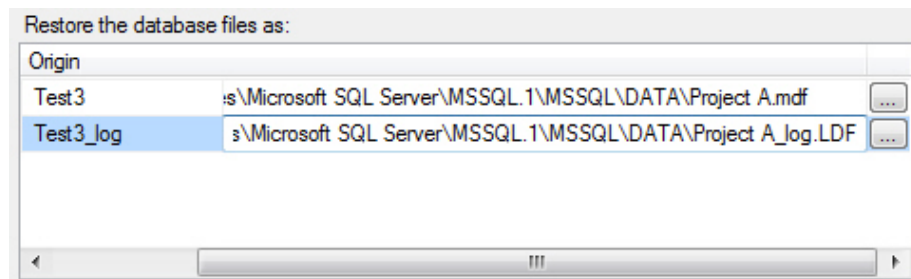 Restore the database files as:
Origin
Test3 s\Microsoft SQL Server\MSSQL.1\MSSQL\DATA\Project A.mdf ...
Test3_log s\Microsoft SQL Server\MSSQL.1\MSSQL\DATA\Project A_log.LDF ...